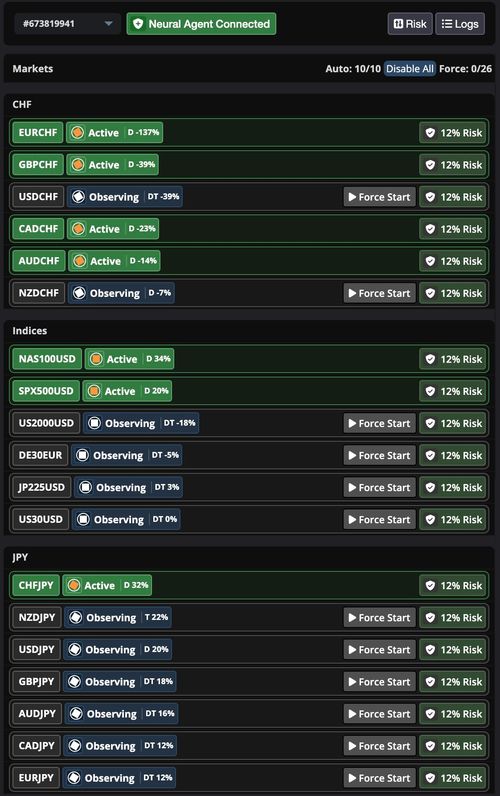 #673819941 Neural Agent Connected Risk Logs
Markets Auto: 10/10 Disable All Force: 0/26
CHF
EURCHF Active D -137% 12% Risk
GBPCHF Active D -39% 12% Risk
USDCHF Observing DT -39% Force Start 12% Risk
CADCHF Active D -23% 12% Risk
AUDCHF Active D -14% 12% Risk
NZDCHF Observing D -7% Force Start 12% Risk
Indices
NAS100USD Active D 34% 12% Risk
SPX500USD Active D 20% 12% Risk
US2000USD Observing DT -18% Force Start 12% Risk
DE30EUR Observing DT -5% Force Start 12% Risk
JP225USD Observing DT 3% Force Start 12% Risk
US30USD Observing DT 0% Force Start 12% Risk
JPY
CHFJPY Active D 32% 12% Risk
NZDJPY Observing T 22% Force Start 12% Risk
USDJPY Observing D 20% Force Start 12% Risk
GBPJPY Observing DT 18% Force Start 12% Risk
AUDJPY Observing DT 16% Force Start 12% Risk
CADJPY Observing DT 12% Force Start 12% Risk
EURJPY Observing DT 12% Force Start 12% Risk